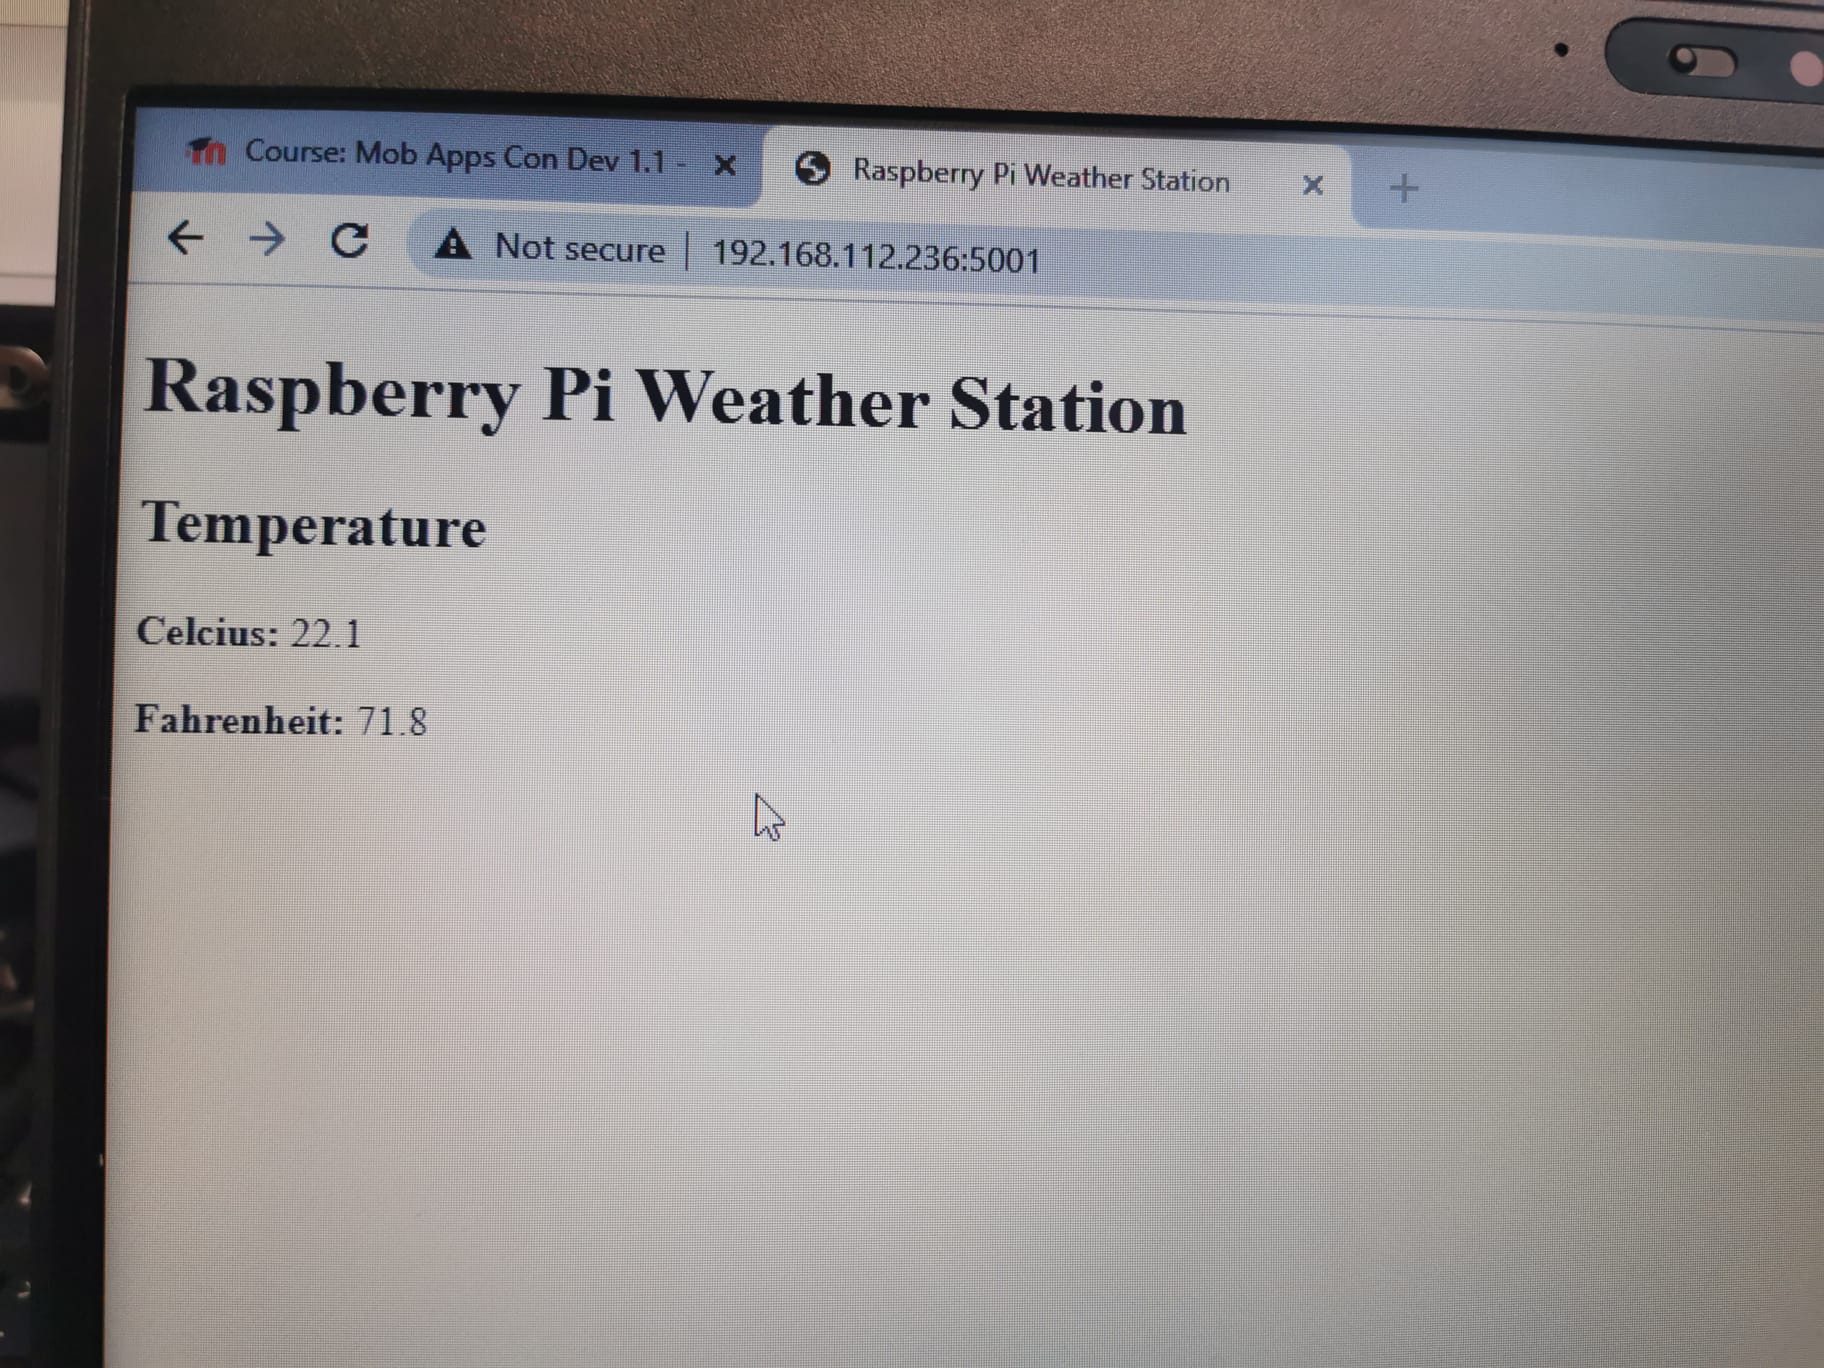 Course: Mob Apps Con Dev 1.1 -
Raspberry Pi Weather Station
Not secure | 192.168.112.236:5001
Raspberry Pi Weather Station
Temperature
Celcius: 22.1
Fahrenheit: 71.8